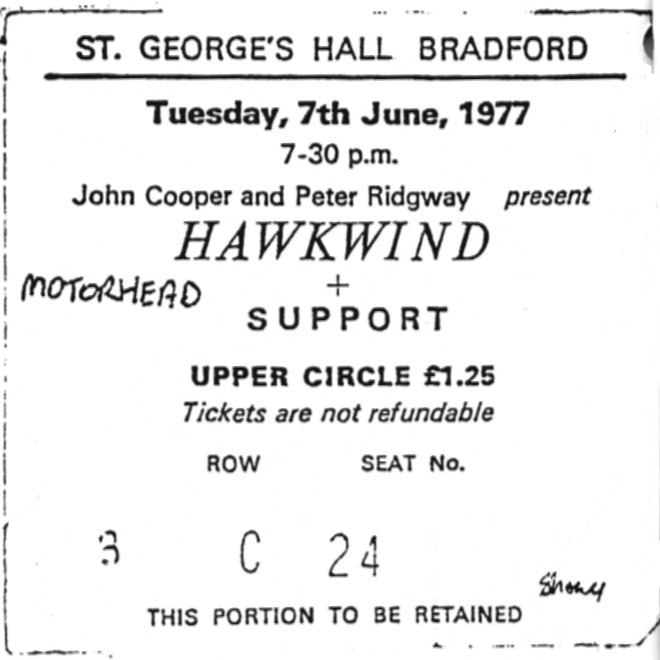 ST. GEORGE'S HALL BRADFORD
Tuesday, 7th June, 1977
7-30 p.m.
John Cooper and Peter Ridgway present
HAWKWIND
+
MOTORHEAD
SUPPORT
UPPER CIRCLE £1.25
Tickets are not refundable
ROW SEAT No.
3 C 24
THIS PORTION TO BE RETAINED